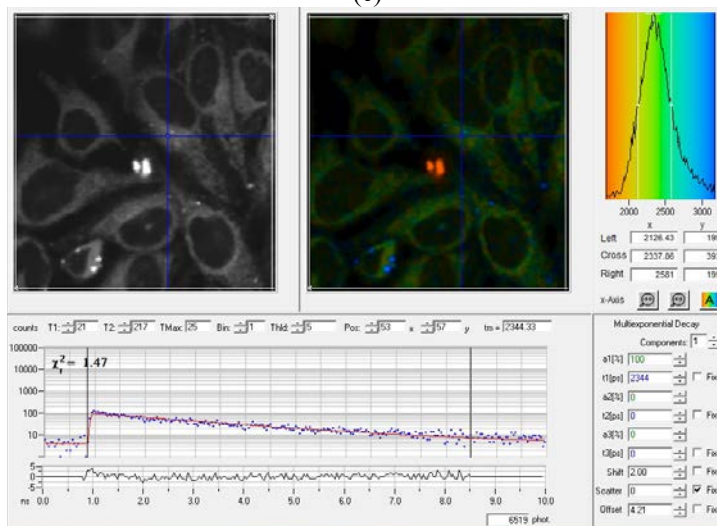 2000 2500 3000
x y
Left 2126.43
Cross 2337.86
Right 2581
x-Axis A
counts T1: 21 T2: 217 TMax: 25 Bin: 1 Thld: 5 Pos: 53 x 57 y tm = 2344.33
Multiexponential Decay
Components: 1
100000
10000
1000
100
10
χr² = 1.47
a1[%] 100
t1[ps] 2344 Fix
a2[%] 0
t2[ps] 0 Fix
a3[%] 0
t3[ps] 0 Fix
Shift 2.00 Fix
Scatter 0 Fix
Offset 4.21 Fix
5
0
-5
ns 0.0 1.0 2.0 3.0 4.0 5.0 6.0 7.0 8.0 9.0 10.0
6519 phot.